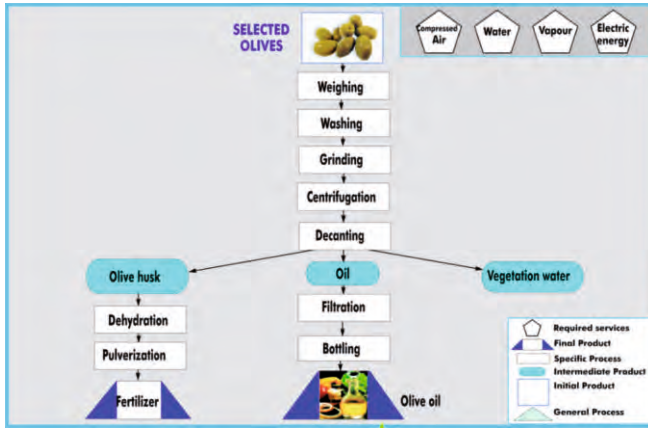 SELECTED
OLIVES
Compressed
Air
Water
Vapour
Electric
energy
Weighing
Washing
Grinding
Centrifugation
Decanting
Olive husk
Oil
Vegetation water
Dehydration
Filtration
Pulverization
Bottling
Fertilizer
Olive oil
Required services
Final Product
Specific Process
Intermediate Product
Initial Product
General Process